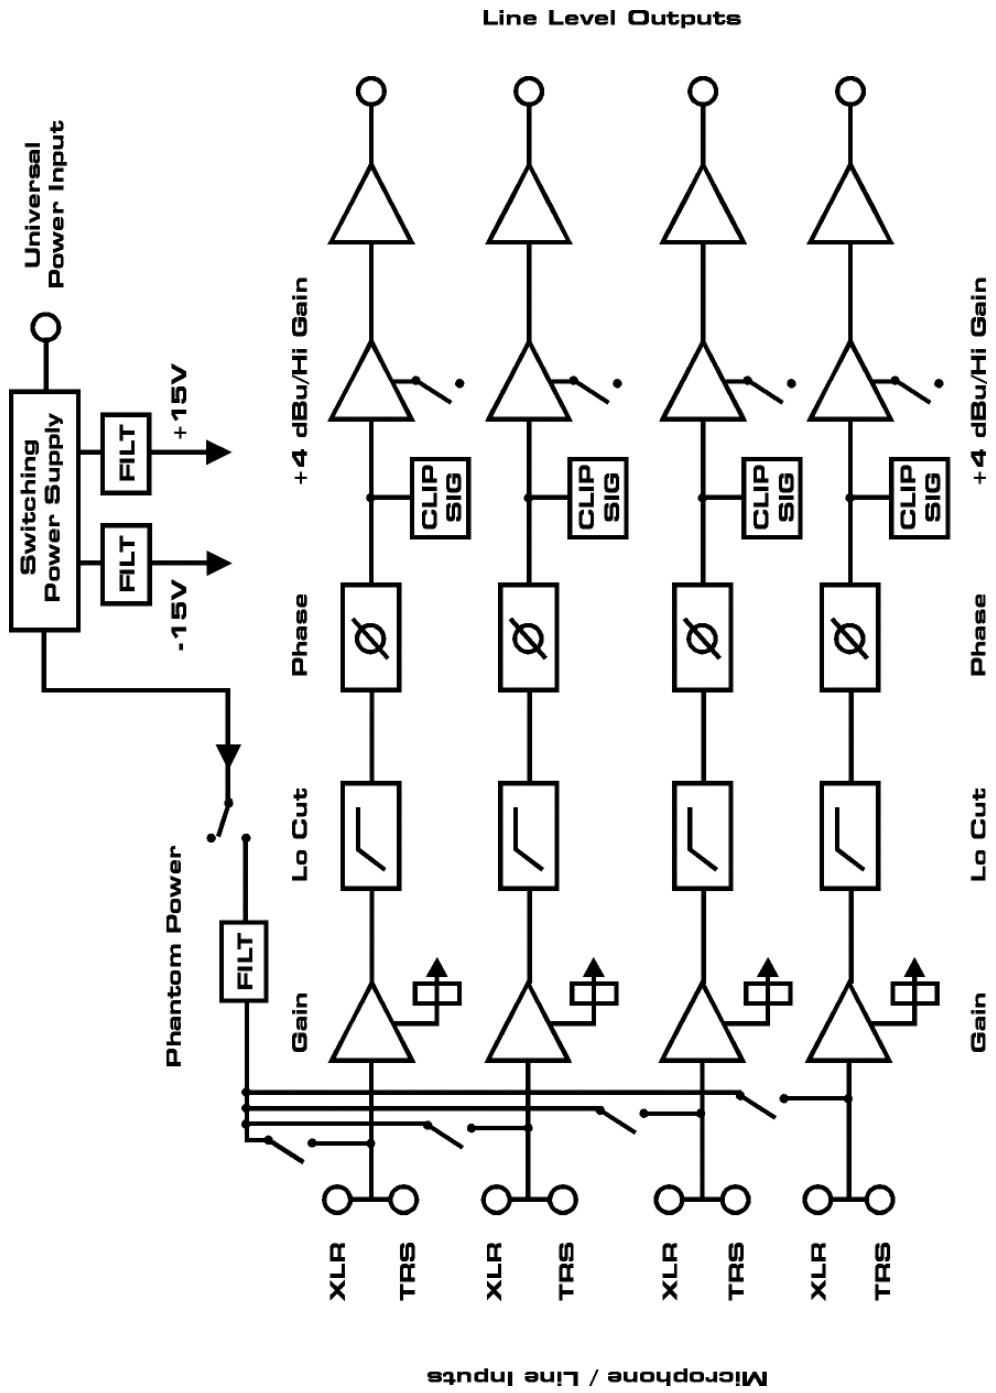 Line Level Outputs
Universal
Power Input
Switching
Power Supply
FILT
+15V
FILT
-15V
+4 dBu/Hi Gain
+4 dBu/Hi Gain
CLIP
SIG
CLIP
SIG
CLIP
SIG
CLIP
SIG
Phase
Phase
Lo Cut
Lo Cut
Phantom Power
FILT
Gain
Gain
XLR
TRS
XLR
TRS
XLR
TRS
XLR
TRS
Microphone / Line Inputs